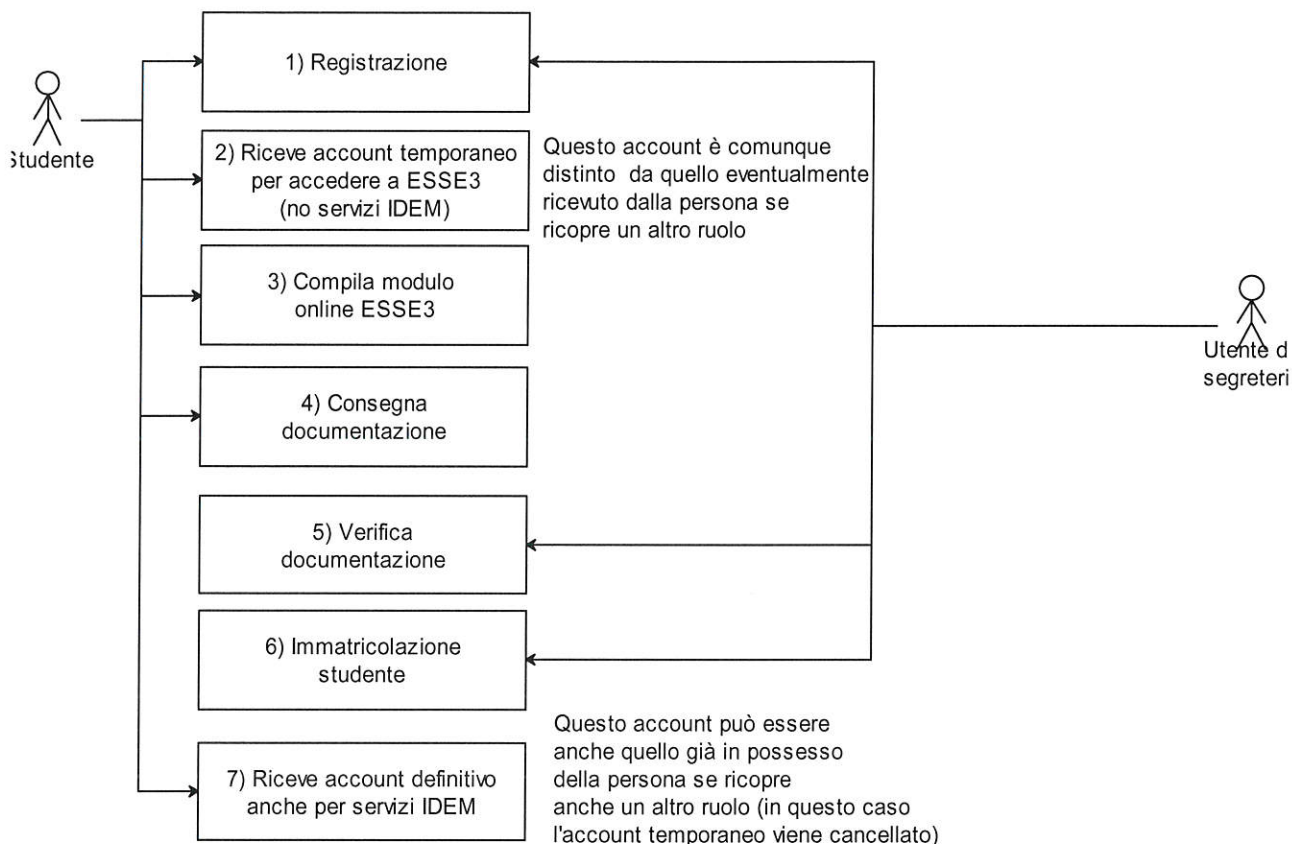 1) Registrazione
Studente
2) Riceve account temporaneo
per accedere a ESSE3
(no servizi IDEM)
Questo account è comunque
distinto da quello eventualmente
ricevuto dalla persona se
ricopre un altro ruolo
3) Compila modulo
online ESSE3
Utente d
segreteri
4) Consegna
documentazione
5) Verifica
documentazione
6) Immatricolazione
studente
7) Riceve account definitivo
anche per servizi IDEM
Questo account può essere
anche quello già in possesso
della persona se ricopre
anche un altro ruolo (in questo caso
l'account temporaneo viene cancellato)